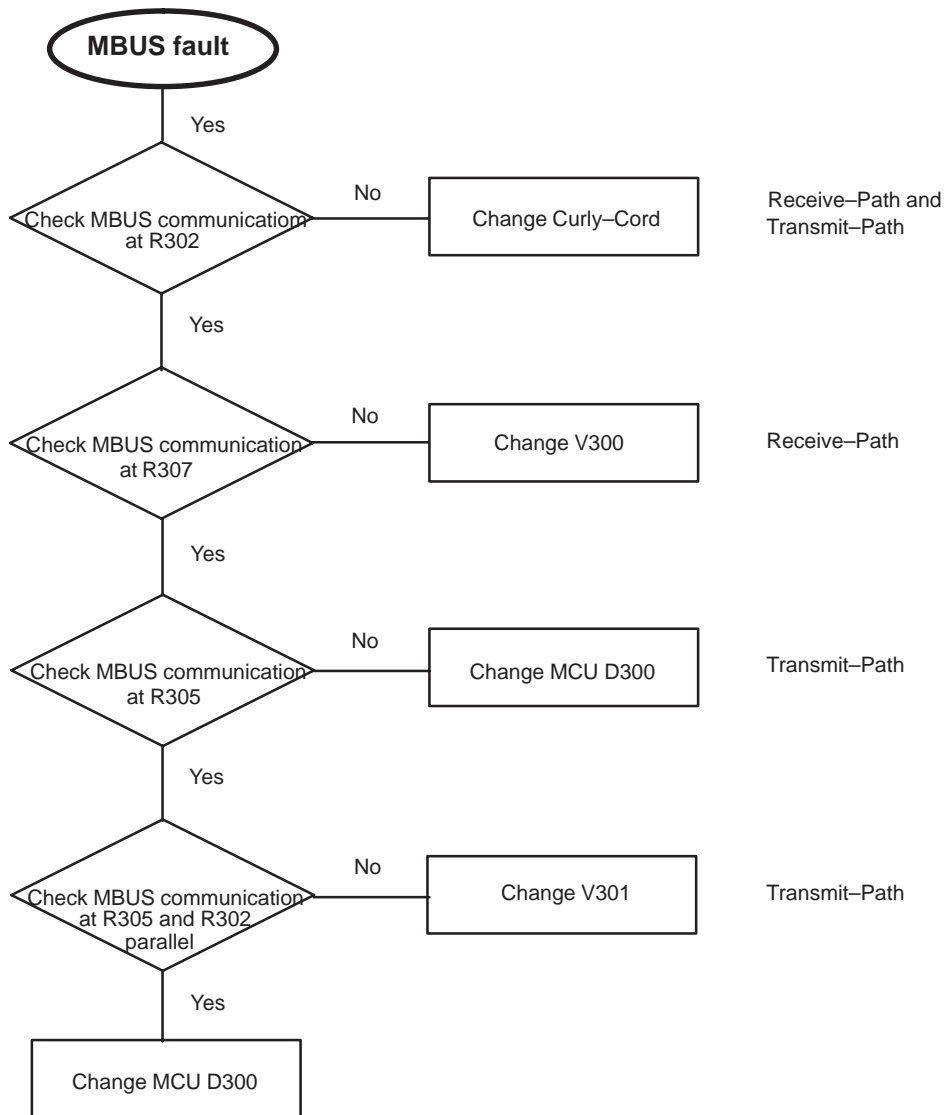 MBUS fault
Yes
Check MBUS communication
at R302
No
Change Curly–Cord
Receive–Path and
Transmit–Path
Yes
Check MBUS communication
at R307
No
Change V300
Receive–Path
Yes
Check MBUS communication
at R305
No
Change MCU D300
Transmit–Path
Yes
Check MBUS communication
at R305 and R302
parallel
No
Change V301
Transmit–Path
Yes
Change MCU D300